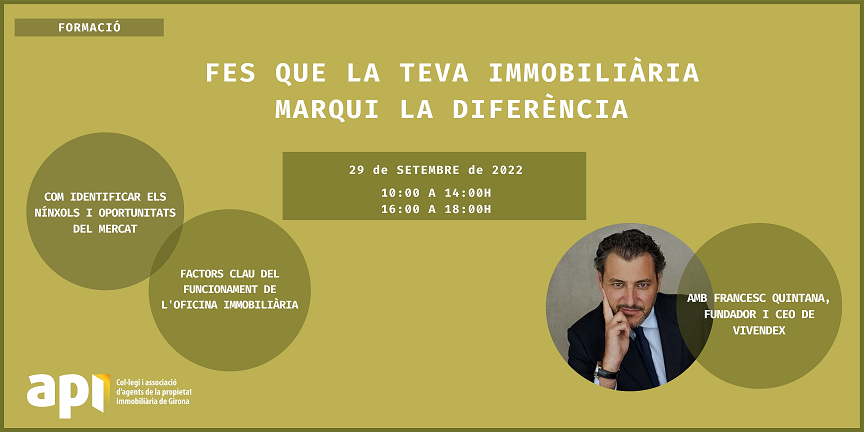 FORMACIÓ
FES QUE LA TEVA IMMOBILIÀRIA
MARQUI LA DIFERÈNCIA
29 de SETEMBRE de 2022
10:00 A 14:00H
16:00 A 18:00H
COM IDENTIFICAR ELS
NÍNXOLS I OPORTUNITATS
DEL MERCAT
FACTORS CLAU DEL
FUNCIONAMENT DE
L'OFICINA IMMOBILIÀRIA
AMB FRANCESC QUINTANA,
FUNDADOR I CEO DE
VIVENDEX
api
Col·legi i associació
d'agents de la propietat
immobiliària de Girona